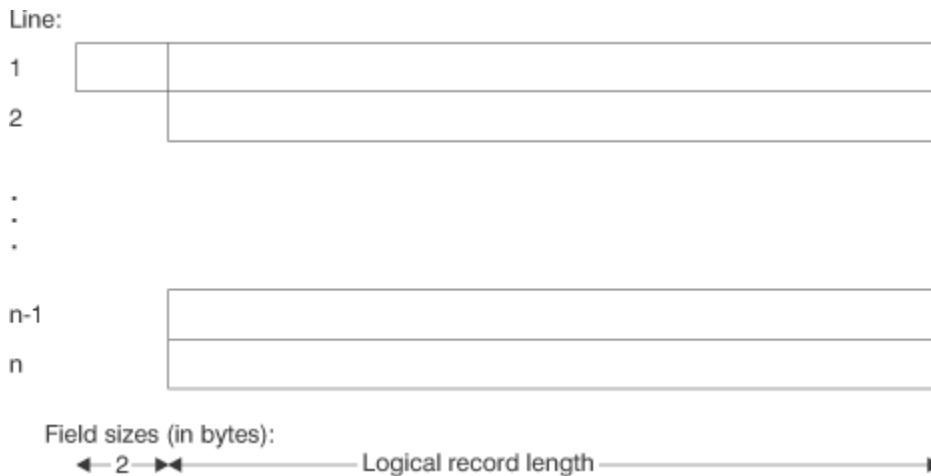 Line:
1
2
.
.
.
n-1
n
Field sizes (in bytes):
2 Logical record length